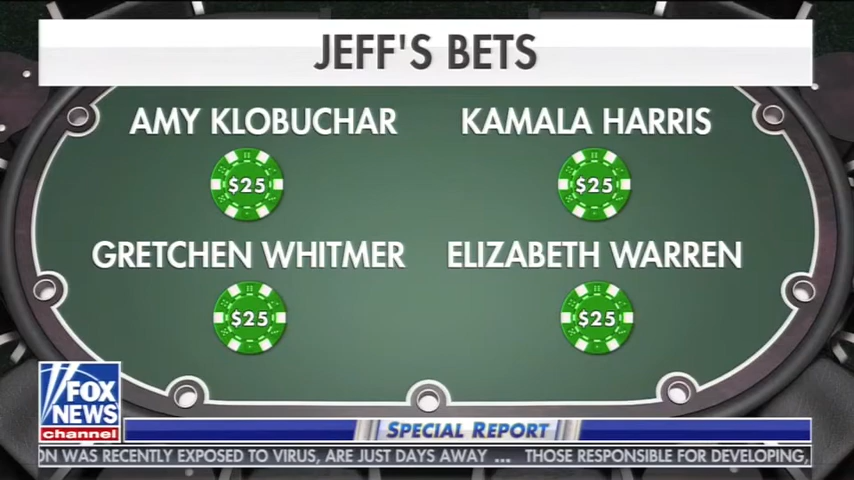 JEFF'S BETS
AMY KLOBUCHAR KAMALA HARRIS
$25 $25
GRETCHEN WHITMER ELIZABETH WARREN
$25 $25
FOX
NEWS
channel
SPECIAL REPORT
ON WAS RECENTLY EXPOSED TO VIRUS, ARE JUST DAYS AWAY ... THOSE RESPONSIBLE FOR DEVELOPING,